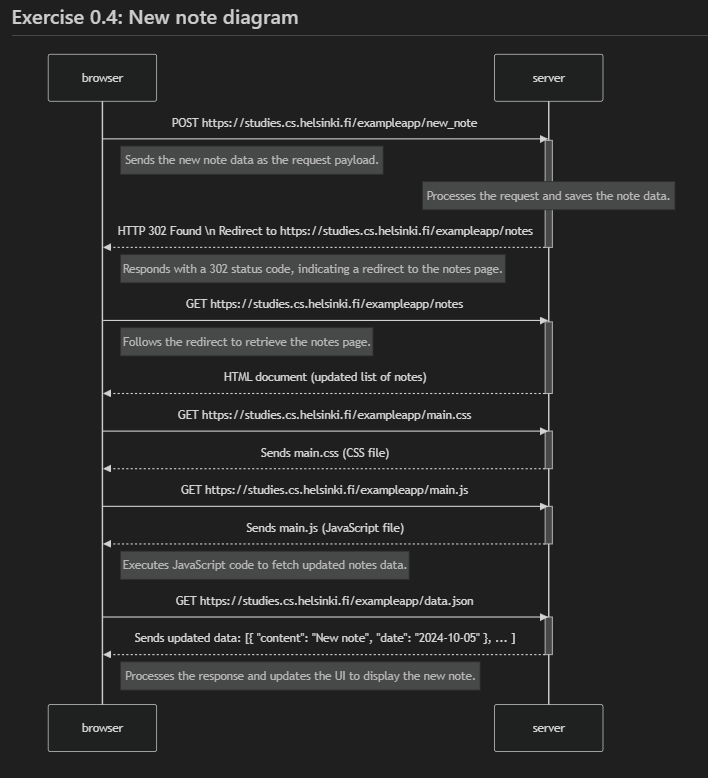 Exercise 0.4: New note diagram
browser
server
POST https://studies.cs.helsinki.fi/exampleapp/new_note
Sends the new note data as the request payload.
Processes the request and saves the note data.
HTTP 302 Found \n Redirect to https://studies.cs.helsinki.fi/exampleapp/notes
Responds with a 302 status code, indicating a redirect to the notes page.
GET https://studies.cs.helsinki.fi/exampleapp/notes
Follows the redirect to retrieve the notes page.
HTML document (updated list of notes)
GET https://studies.cs.helsinki.fi/exampleapp/main.css
Sends main.css (CSS file)
GET https://studies.cs.helsinki.fi/exampleapp/main.js
Sends main.js (JavaScript file)
Executes JavaScript code to fetch updated notes data.
GET https://studies.cs.helsinki.fi/exampleapp/data.json
Sends updated data: [{ "content": "New note", "date": "2024-10-05" }, ... ]
Processes the response and updates the UI to display the new note.
browser
server